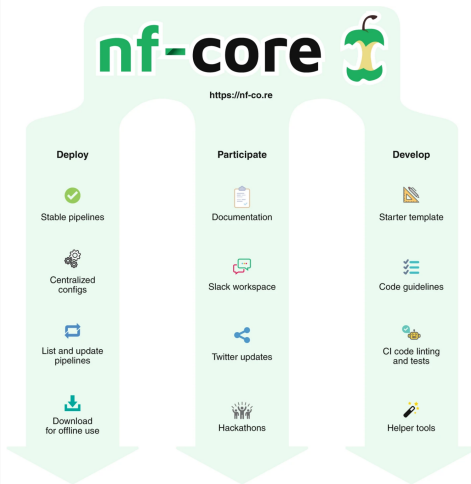 nf-core
https://nf-co.re
Deploy
Stable pipelines
Centralized
configs
List and update
pipelines
Download
for offline use
Participate
Documentation
Slack workspace
Twitter updates
Hackathons
Develop
Starter template
Code guidelines
CI code linting
and tests
Helper tools